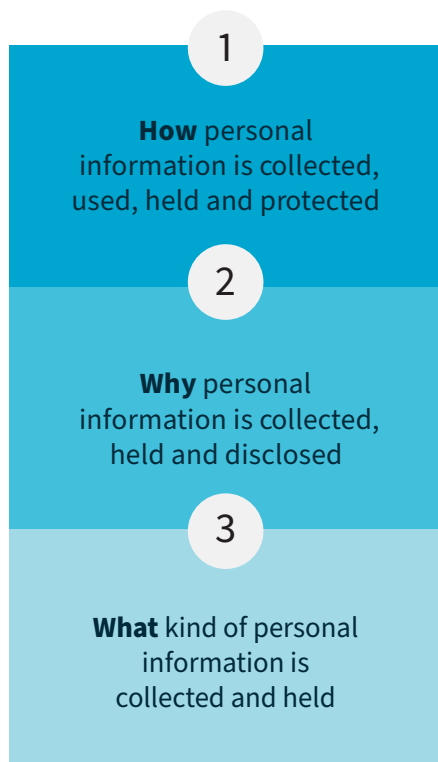 1
How personal
information is collected,
used, held and protected
2
Why personal
information is collected,
held and disclosed
3
What kind of personal
information is
collected and held